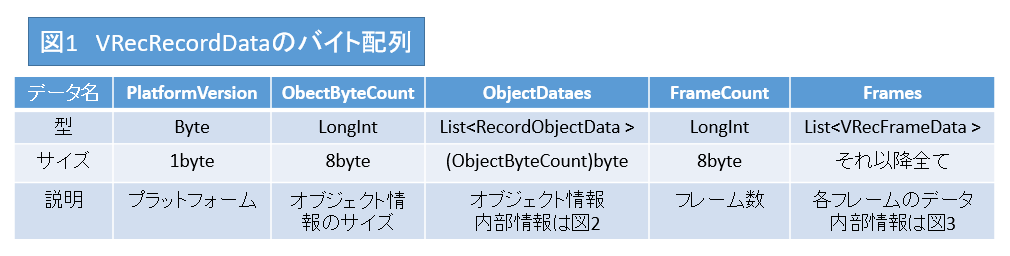 図1 VRecRecordDataのバイト配列
データ名 PlatformVersion ObectByteCount ObjectDataes FrameCount Frames
型 Byte LongInt List<RecordObjectData > LongInt List<VRecFrameData >
サイズ 1byte 8byte (ObjectByteCount)byte 8byte それ以降全て
説明 プラットフォーム オブジェクト情 オブジェクト情報 フレーム数 各フレームのデータ
報のサイズ 内部情報は図2 内部情報は図3